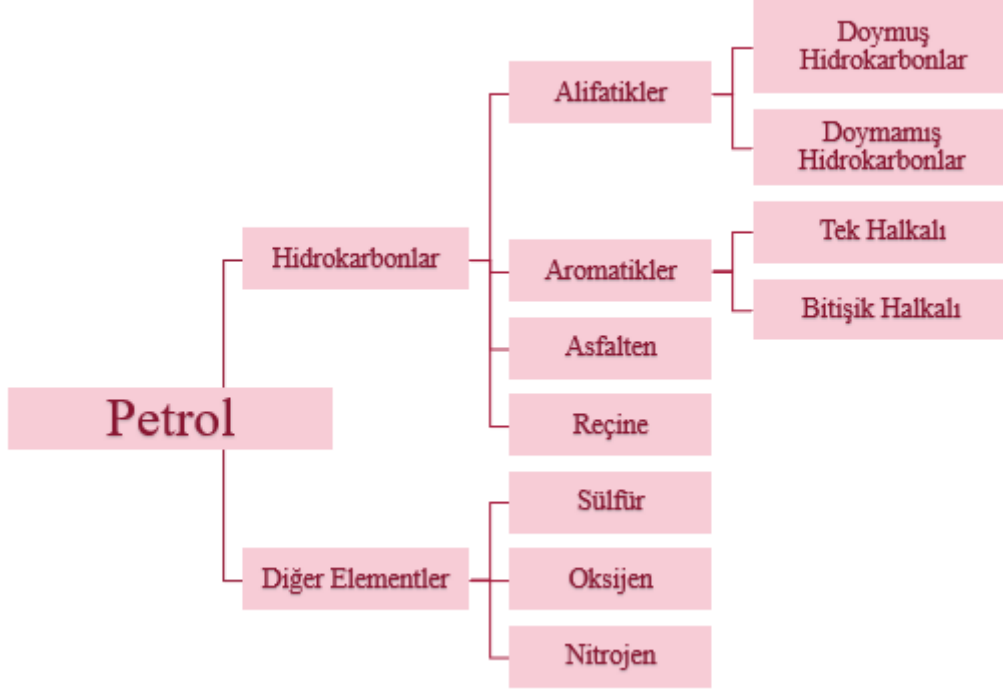 Petrol
Hidrokarbonlar
Alifatikler
Doymuş
Hidrokarbonlar
Doymamış
Hidrokarbonlar
Aromatikler
Tek Halkalı
Bitişik Halkalı
Asfalten
Reçine
Diğer Elementler
Sülfür
Oksijen
Nitrojen